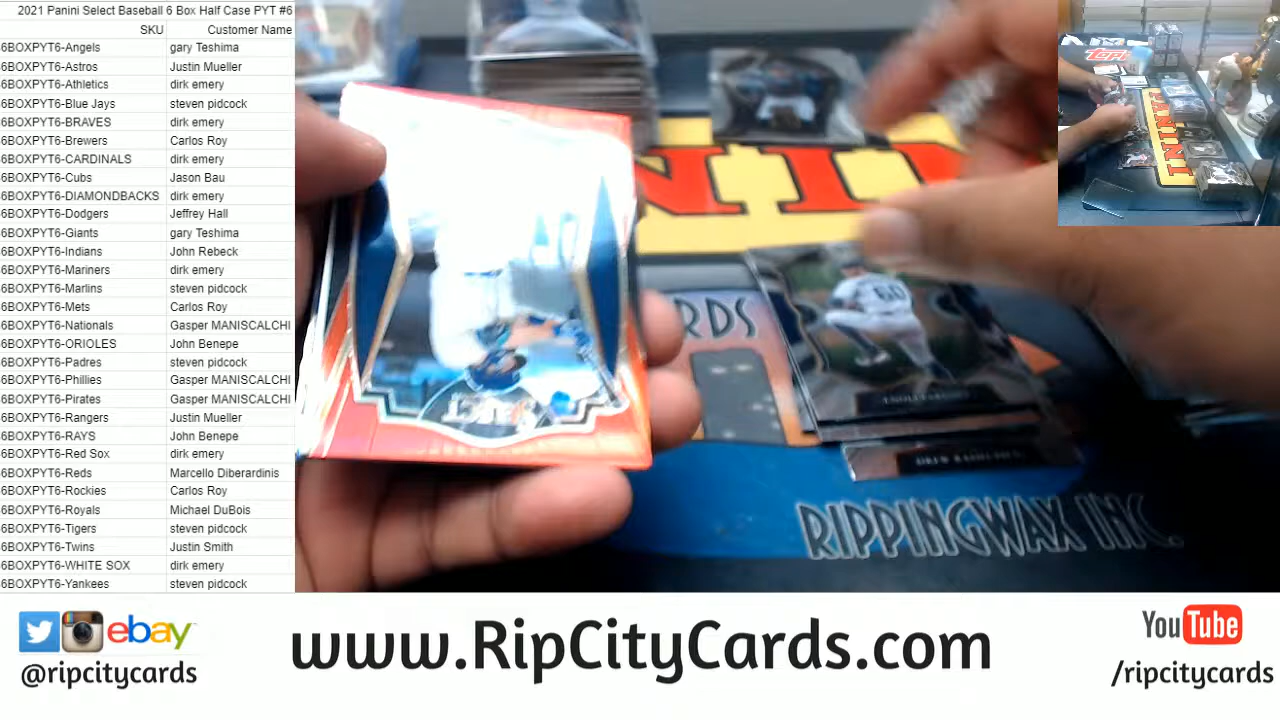 2021 Panini Select Baseball 6 Box Half Case PYT #6
SKU Customer Name
6BOXPYT6-Angels gary Teshima
6BOXPYT6-Astros Justin Mueller
6BOXPYT6-Athletics dirk emery
6BOXPYT6-Blue Jays steven pidcock
6BOXPYT6-BRAVES dirk emery
6BOXPYT6-Brewers Carlos Roy
6BOXPYT6-CARDINALS dirk emery
6BOXPYT6-Cubs Jason Bau
6BOXPYT6-DIAMONDBACKS dirk emery
6BOXPYT6-Dodgers Jeffrey Hall
6BOXPYT6-Giants gary Teshima
6BOXPYT6-Indians John Rebeck
6BOXPYT6-Mariners dirk emery
6BOXPYT6-Marlins steven pidcock
6BOXPYT6-Mets Carlos Roy
6BOXPYT6-Nationals Gasper MANISCALCHI
6BOXPYT6-ORIOLES John Benepe
6BOXPYT6-Padres steven pidcock
6BOXPYT6-Phillies Gasper MANISCALCHI
6BOXPYT6-Pirates Gasper MANISCALCHI
6BOXPYT6-Rangers Justin Mueller
6BOXPYT6-RAYS John Benepe
6BOXPYT6-Red Sox dirk emery
6BOXPYT6-Reds Marcello Diberardinis
6BOXPYT6-Rockies Carlos Roy
6BOXPYT6-Royals Michael DuBois
6BOXPYT6-Tigers steven pidcock
6BOXPYT6-Twins Justin Smith
6BOXPYT6-WHITE SOX dirk emery
6BOXPYT6-Yankees steven pidcock
PANINI
NI
RDS
60
SELECT
RIPPINGWAX INC.
ebay
@ripcitycards
www.RipCityCards.com
YouTube
/ripcitycards